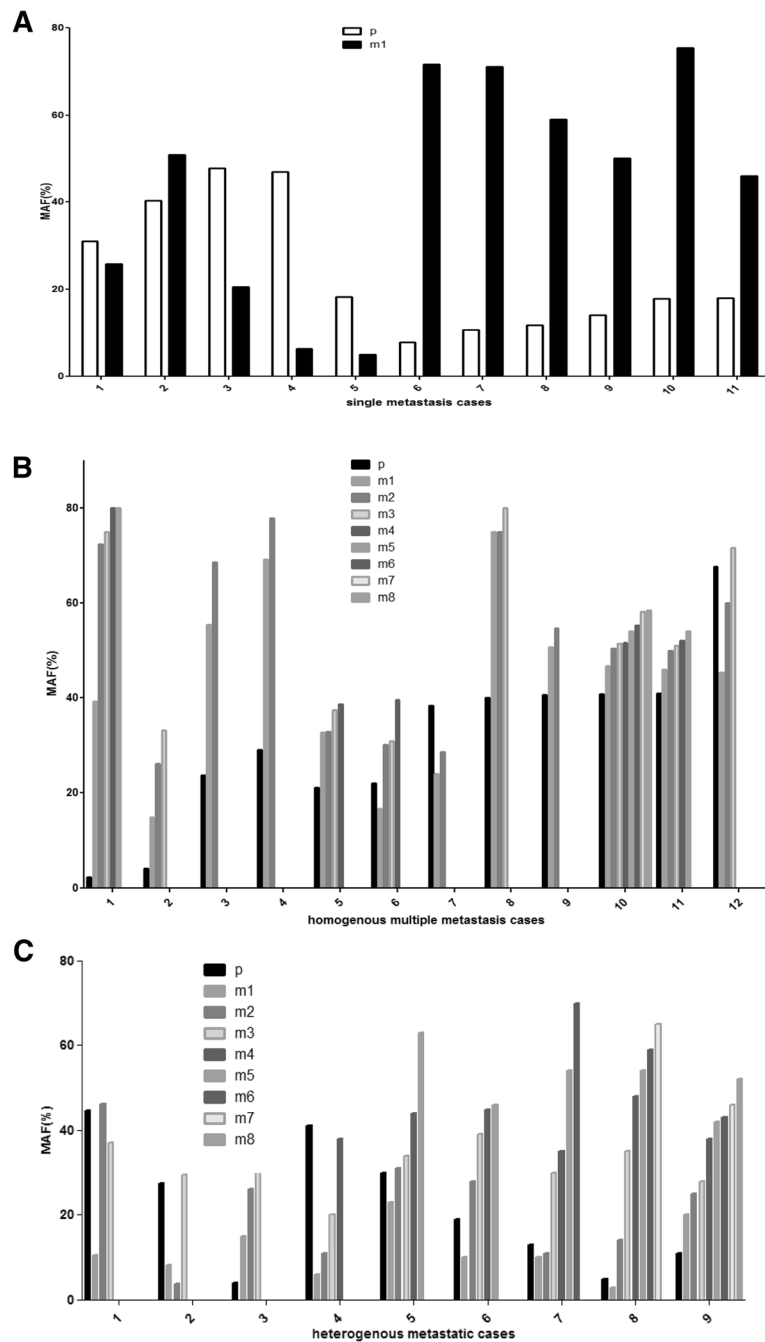 A
80
60
40
20
0
MAF(%)
p
m1
1 2 3 4 5 6 7 8 9 10 11
single metastasis cases
B
80
60
40
20
0
MAF(%)
p
m1
m2
m3
m4
m5
m6
m7
m8
1 2 3 4 5 6 7 8 9 10 11 12
homogenous multiple metastasis cases
C
80
60
40
20
0
MAF(%)
p
m1
m2
m3
m4
m5
m6
m7
m8
1 2 3 4 5 6 7 8 9
heterogenous metastatic cases